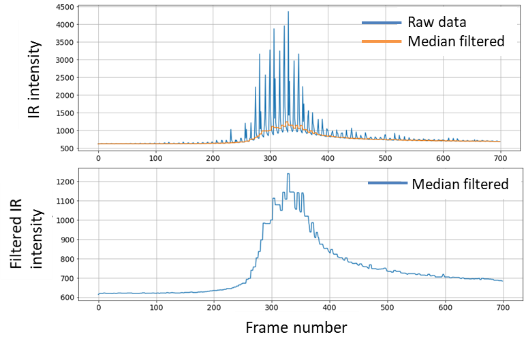 4500
4000
3500
3000
2500
2000
1500
1000
500
IR intensity
Raw data
Median filtered
0 100 200 300 400 500 600 700
1200
1100
1000
900
800
700
600
Filtered IR
intensity
Median filtered
0 100 200 300 400 500 600 700
Frame number